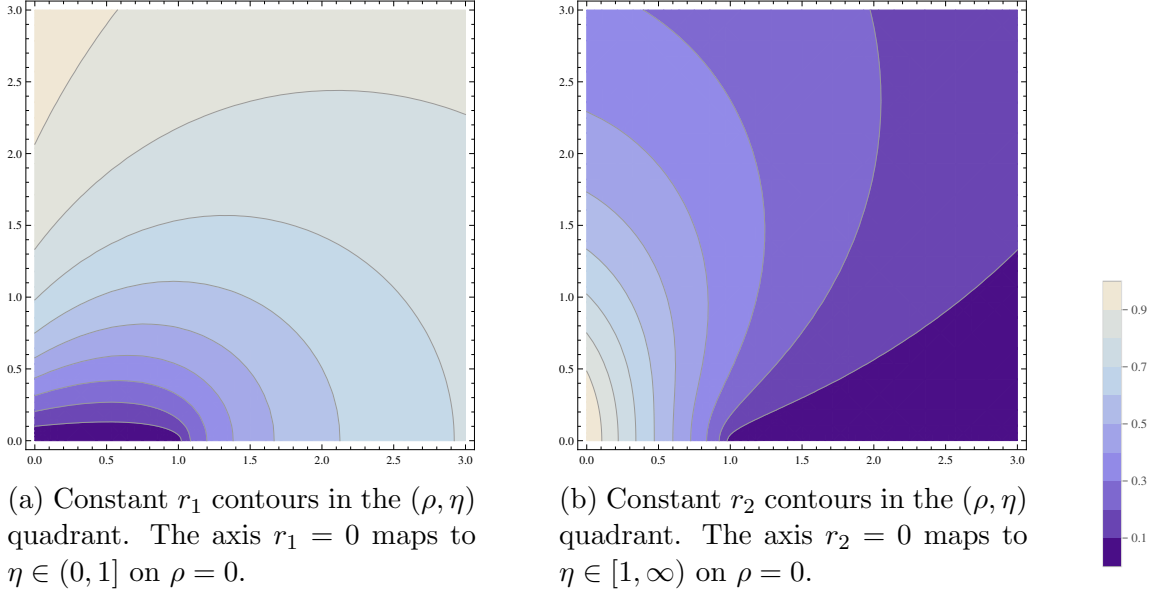 3.0
2.5
2.0
1.5
1.0
0.5
0.0
0.0 0.5 1.0 1.5 2.0 2.5 3.0
3.0
2.5
2.0
1.5
1.0
0.5
0.0
0.0 0.5 1.0 1.5 2.0 2.5 3.0
0.9
0.7
0.5
0.3
0.1
(a) Constant r₁ contours in the (ρ, η)
quadrant. The axis r₁ = 0 maps to
η ∈ (0, 1] on ρ = 0.
(b) Constant r₂ contours in the (ρ, η)
quadrant. The axis r₂ = 0 maps to
η ∈ [1, ∞) on ρ = 0.